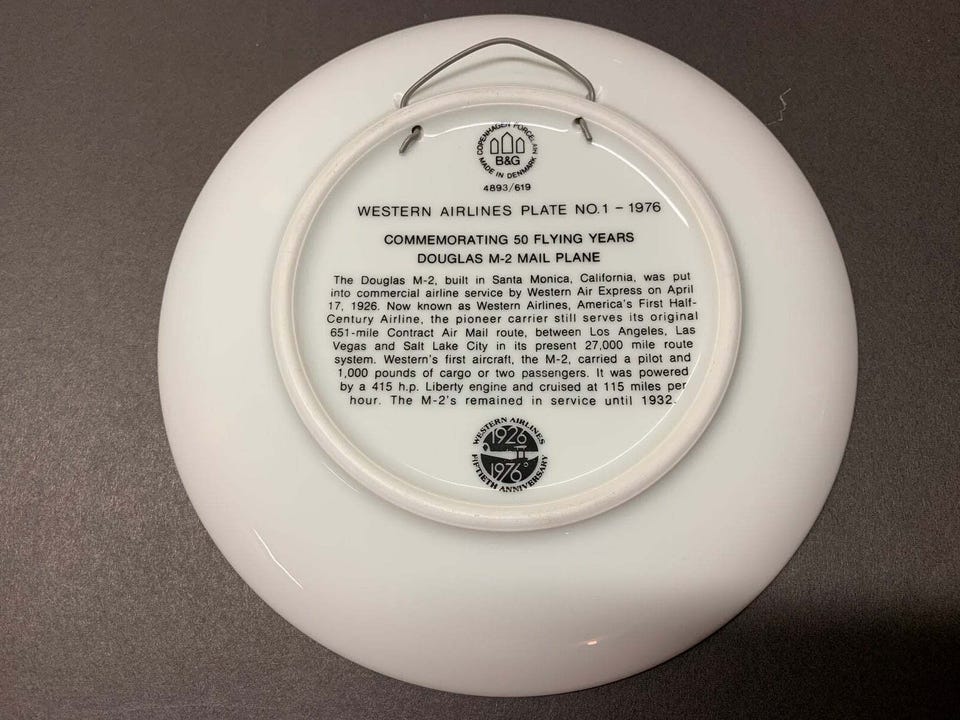 COPENHAGEN PORCELAIN
B&G
MADE IN DENMARK
4893/619
WESTERN AIRLINES PLATE NO.1 – 1976
COMMEMORATING 50 FLYING YEARS
DOUGLAS M-2 MAIL PLANE
The Douglas M-2, built in Santa Monica, California, was put
into commercial airline service by Western Air Express on April
17, 1926. Now known as Western Airlines, America's First Half-
Century Airline, the pioneer carrier still serves its original
651-mile Contract Air Mail route, between Los Angeles, Las
Vegas and Salt Lake City in its present 27,000 mile route
system. Western's first aircraft, the M-2, carried a pilot and
1,000 pounds of cargo or two passengers. It was powered
by a 415 h.p. Liberty engine and cruised at 115 miles per
hour. The M-2's remained in service until 1932.
WESTERN AIRLINES
1926
1976
FIFTIETH ANNIVERSARY